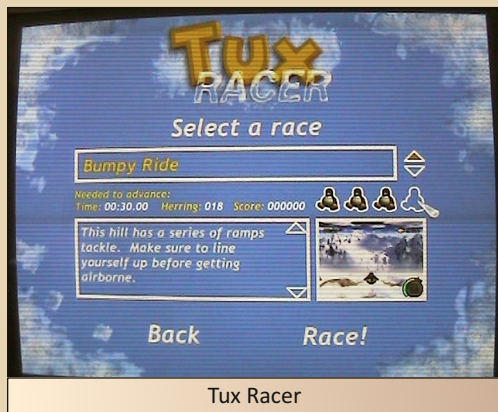 Tux
RACER
Select a race
Bumpy Ride
Needed to advance:
Time: 00:30.00 Herring: 018 Score: 000000
This hill has a series of ramps
tackle. Make sure to line
yourself up before getting
airborne.
Back Race!
Tux Racer